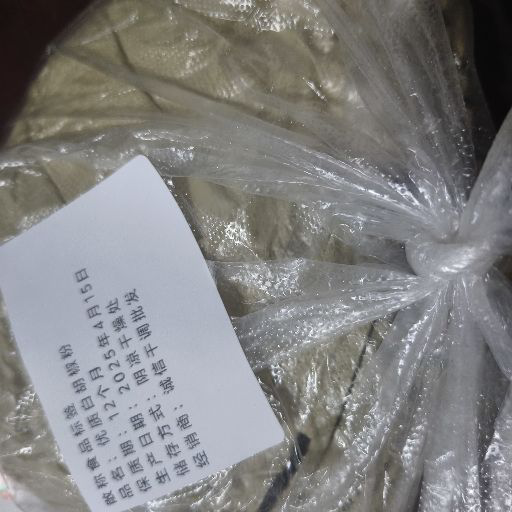 散称食品标签
品名:优质白胡椒粉
保质期:12个月
生产日期:2025年4月15日
储存方式:阴凉干燥处
经销商:诚信干调批发